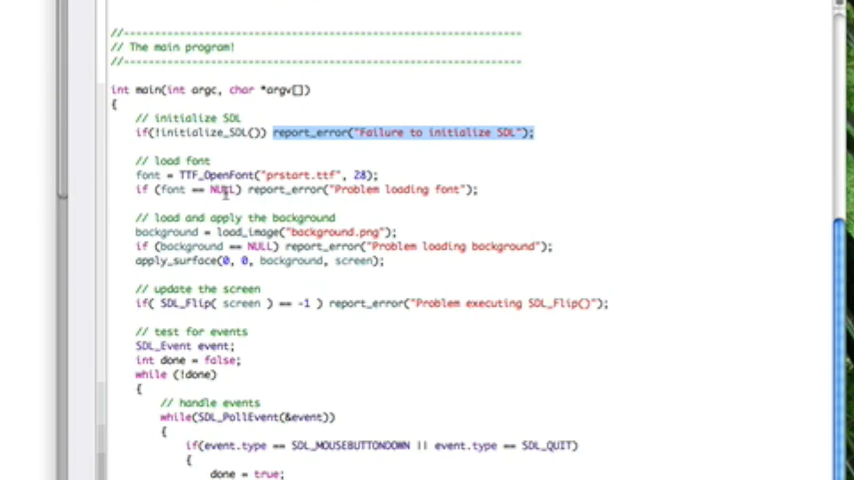 //-------------------------------------------------------------------
// The main program!
//-------------------------------------------------------------------
int main(int argc, char *argv[])
{
// initialize SDL
if(!initialize_SDL()) report_error("Failure to initialize SDL");
// load font
font = TTF_OpenFont("prstart.ttf", 28);
if (font == NULL) report_error("Problem loading font");
// load and apply the background
background = load_image("background.png");
if (background == NULL) report_error("Problem loading background");
apply_surface(0, 0, background, screen);
// update the screen
if( SDL_Flip( screen ) == -1 ) report_error("Problem executing SDL_Flip()");
// test for events
SDL_Event event;
int done = false;
while (!done)
{
// handle events
while(SDL_PollEvent(&event))
{
if(event.type == SDL_MOUSEBUTTONDOWN || event.type == SDL_QUIT)
{
done = true;